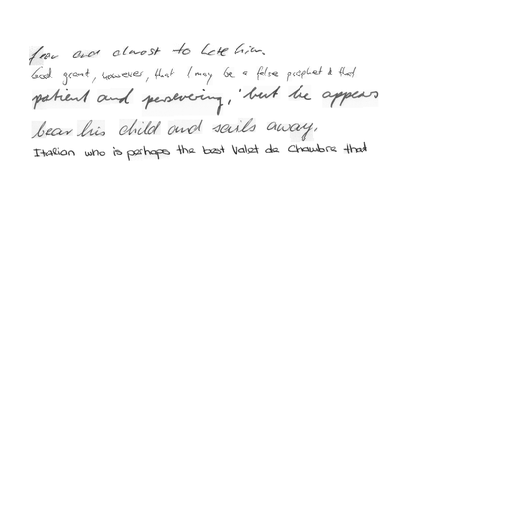 fear and almost to hate him.
God grant, however, that I may be a false prophet & that
patient and persevering, 'but he appears
bear his child and sails away.
Italian who is perhaps the best Valet de Chambre that